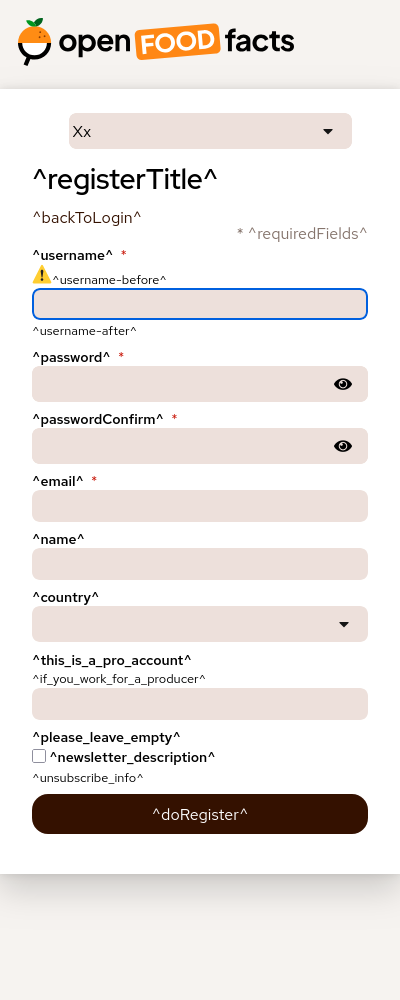 open FOOD facts
Xx
^registerTitle^
^backToLogin^
* ^requiredFields^
^username^ *
⚠️^username-before^
^username-after^
^password^ *
^passwordConfirm^ *
^email^ *
^name^
^country^
^this_is_a_pro_account^
^if_you_work_for_a_producer^
^please_leave_empty^
^newsletter_description^
^unsubscribe_info^
^doRegister^